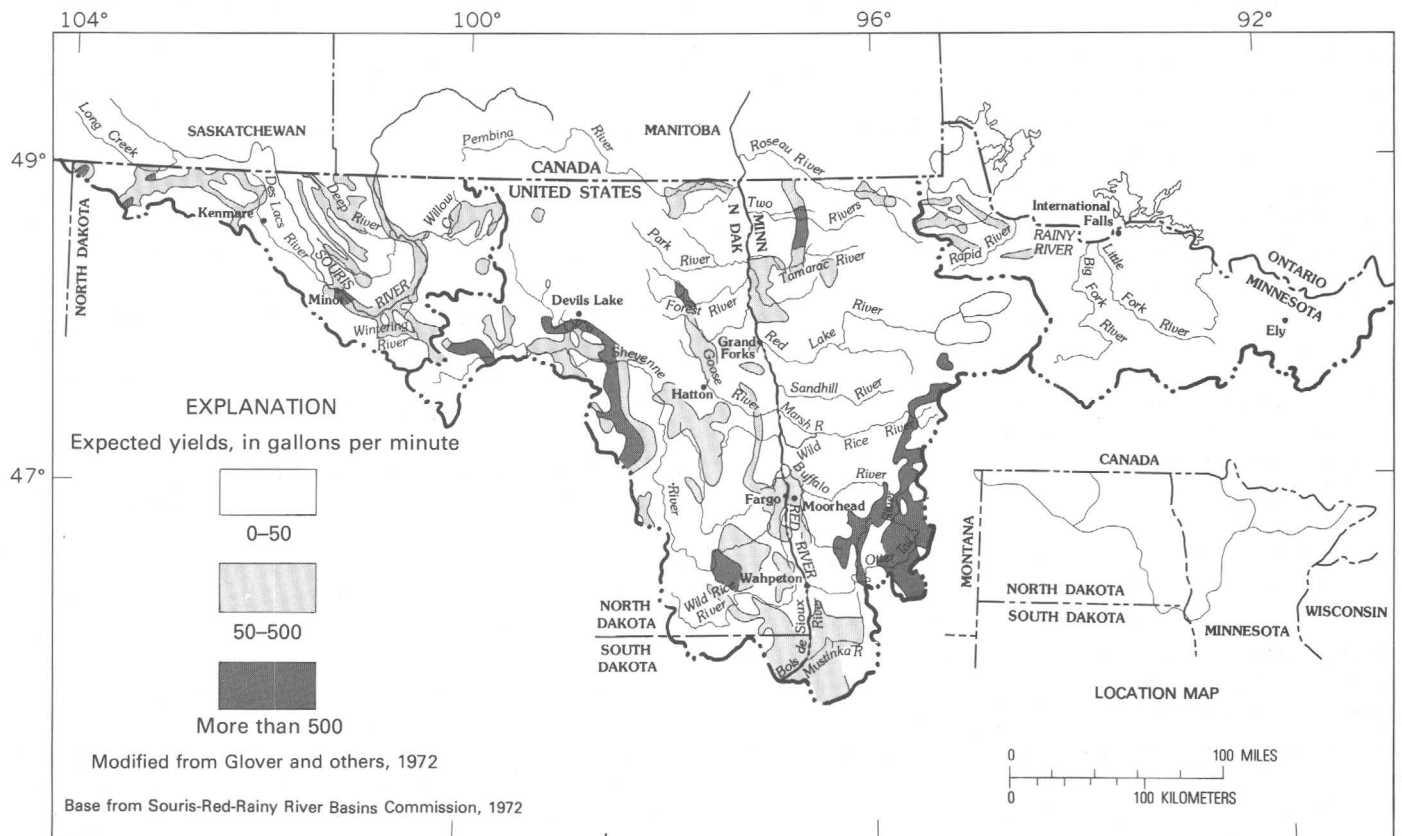 104°
100°
96°
92°
49°
47°
Long Creek
SASKATCHEWAN
MANITOBA
Pembina
River
Roseau River
CANADA
UNITED STATES
NORTH DAKOTA
Kenmare
Des Lacs
River
Deep
River
Willow
Cr
SOURIS
RIVER
Minot
Wintering
River
Park
River
N DAK
MINN
Two
Rivers
Tamarac River
Rapid River
RAINY
RIVER
International
Falls
Big
Fork
River
Little
Fork
River
ONTARIO
MINNESOTA
Ely
Devils Lake
Forest River
Grand
Forks
Red
Lake
River
Sheyenne
River
Goose
River
Hatton
Sandhill
River
Marsh R
Wild
Rice
River
Buffalo
River
Fargo
Moorhead
RED RIVER
Otter Tail
River
Wahpeton
Wild Rice
River
NORTH
DAKOTA
SOUTH
DAKOTA
Bois de Sioux
River
Mustinka R
EXPLANATION
Expected yields, in gallons per minute
0–50
50–500
More than 500
Modified from Glover and others, 1972
Base from Souris-Red-Rainy River Basins Commission, 1972
100°
96°
CANADA
MONTANA
NORTH DAKOTA
SOUTH DAKOTA
MINNESOTA
WISCONSIN
LOCATION MAP
0
100 MILES
0
100 KILOMETERS